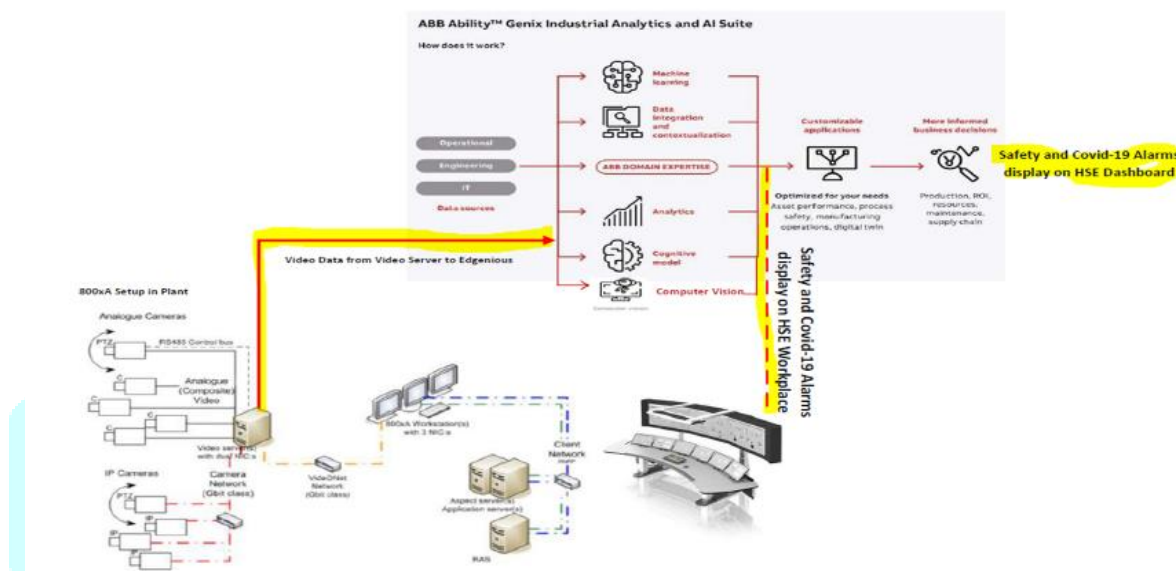 ABB Ability™ Genix Industrial Analytics and AI Suite
How does it work?
Operational
Engineering
IT
Data sources
Machine
learning
Data
integration
and
contextualization
ABB DOMAIN EXPERTISE
Analytics
Cognitive
model
Computer Vision
Customizable
applications
Optimized for your needs
Asset performance, process
safety, manufacturing
operations, digital twin
More informed
business decisions
Production, ROI,
resources,
maintenance,
supply chain
Safety and Covid-19 Alarms
display on HSE Dashboard
Video Data from Video Server to Edgenious
Safety and Covid-19 Alarms
display on HSE Workplace
800xA Setup in Plant
Analogue Cameras
PTZ
RS485 Control bus
C
Analogue
(Composite)
Video
C
C
C
Video server(s)
with dual NIC:s
IP Cameras
PTZ
IP
IP
IP
Camera
Network
(Gbit class)
VideONet
Network
(Gbit class)
800xA Workstation(s)
with 3 NIC:s
Client
Network
Aspect server(s)
Application server(s)
RAS